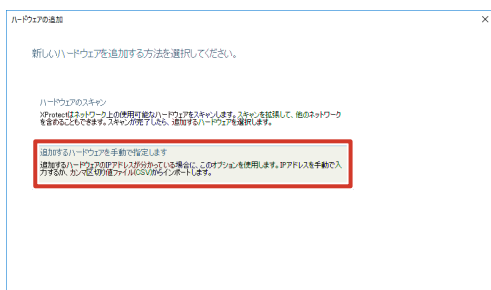 ハードウェアの追加
新しいハードウェアを追加する方法を選択してください。
ハードウェアのスキャン
XProtectはネットワーク上の使用可能なハードウェアをスキャンします。スキャンを拡張して、他のネットワーク
を含めることもできます。スキャンが完了したら、追加するハードウェアを選択します。
追加するハードウェアを手動で指定します
追加するハードウェアのIPアドレスが分かっている場合に、このオプションを使用します。IPアドレスを手動で入
力するか、カンマ区切り値ファイル(CSV)からインポートします。